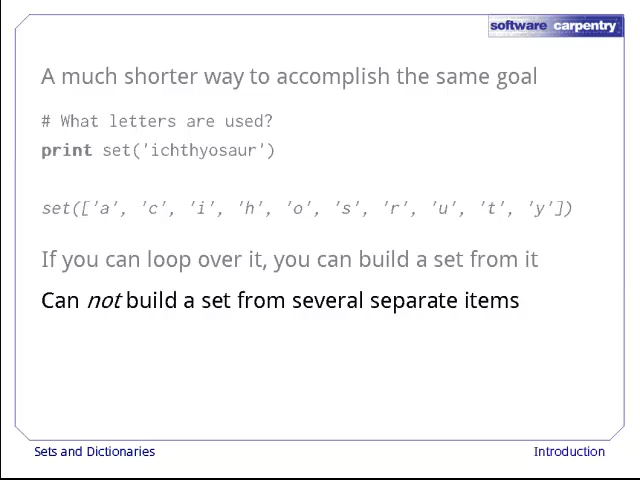 software carpentry
A much shorter way to accomplish the same goal
# What letters are used?
print set('ichthyosaur')
set(['a', 'c', 'i', 'h', 'o', 's', 'r', 'u', 't', 'y'])
If you can loop over it, you can build a set from it
Can not build a set from several separate items
Sets and Dictionaries
Introduction